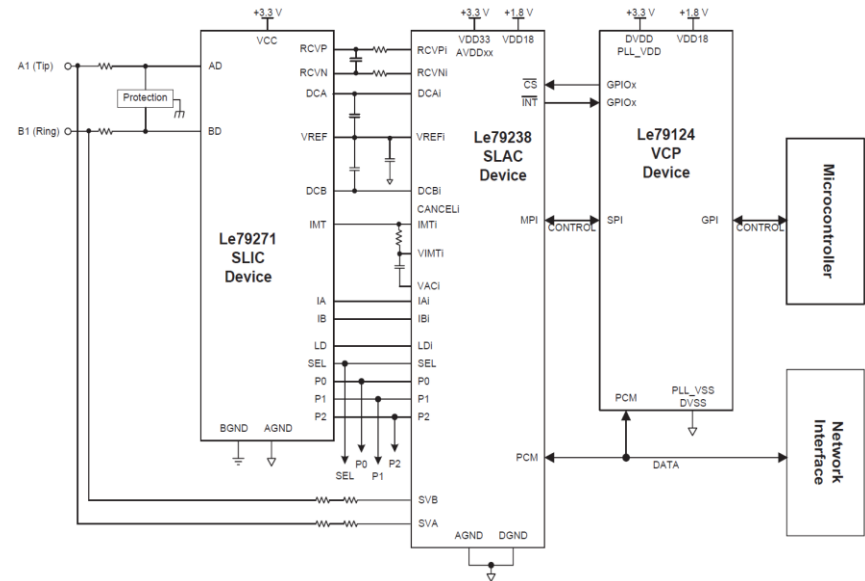 +3.3 V
+3.3 V
+1.8 V
+3.3 V
+1.8 V
VCC
VDD33
AVDDxx
VDD18
DVDD
PLL_VDD
VDD18
A1 (Tip)
Protection
B1 (Ring)
AD
BD
Le79271
SLIC
Device
RCVP
RCVN
DCA
VREF
DCB
IMT
IA
IB
LD
SEL
P0
P1
P2
BGND
AGND
SEL
P0
P1
P2
RCVPi
RCVNi
DCAi
VREFi
DCBi
CANCELi
IMTi
VIMTi
VACi
IAi
IBi
LDi
SEL
P0
P1
P2
SVB
SVA
Le79238
SLAC
Device
CS
INT
MPI
PCM
AGND
DGND
CONTROL
GPIOx
GPIOx
Le79124
VCP
Device
SPI
GPI
PCM
PLL_VSS
DVSS
CONTROL
DATA
Microcontroller
Network
Interface